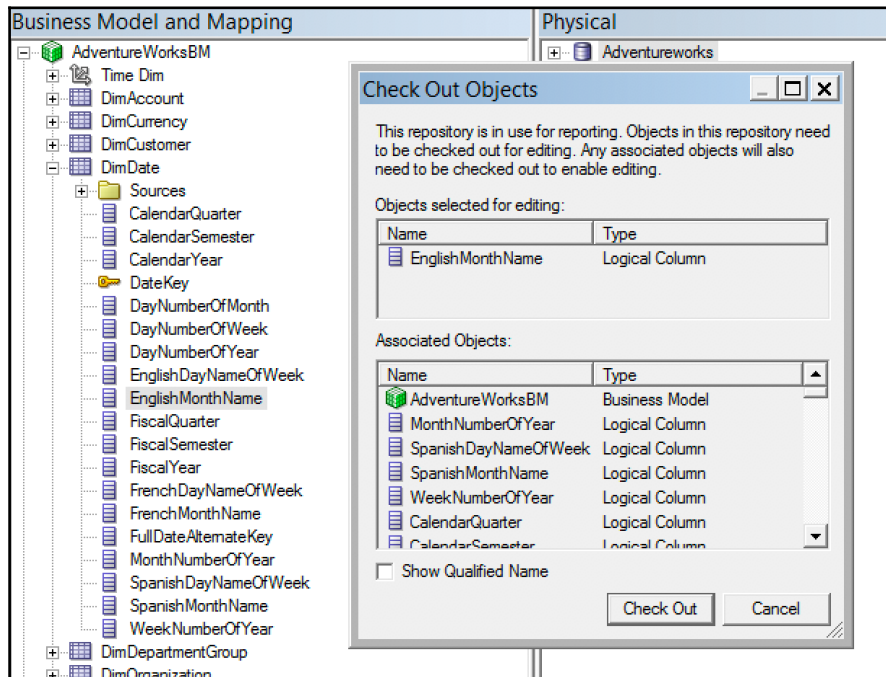 Business Model and Mapping
Physical
AdventureWorksBM
Adventureworks
Time Dim
DimAccount
DimCurrency
DimCustomer
DimDate
Sources
CalendarQuarter
CalendarSemester
CalendarYear
DateKey
DayNumberOfMonth
DayNumberOfWeek
DayNumberOfYear
EnglishDayNameOfWeek
EnglishMonthName
FiscalQuarter
FiscalSemester
FiscalYear
FrenchDayNameOfWeek
FrenchMonthName
FullDateAlternateKey
MonthNumberOfYear
SpanishDayNameOfWeek
SpanishMonthName
WeekNumberOfYear
DimDepartmentGroup
DimOrganization
Check Out Objects
This repository is in use for reporting. Objects in this repository need
to be checked out for editing. Any associated objects will also
need to be checked out to enable editing.
Objects selected for editing:
Name Type
EnglishMonthName Logical Column
Associated Objects:
Name Type
AdventureWorksBM Business Model
MonthNumberOfYear Logical Column
SpanishDayNameOfWeek Logical Column
SpanishMonthName Logical Column
WeekNumberOfYear Logical Column
CalendarQuarter Logical Column
CalendarSemester Logical Column
Show Qualified Name
Check Out Cancel